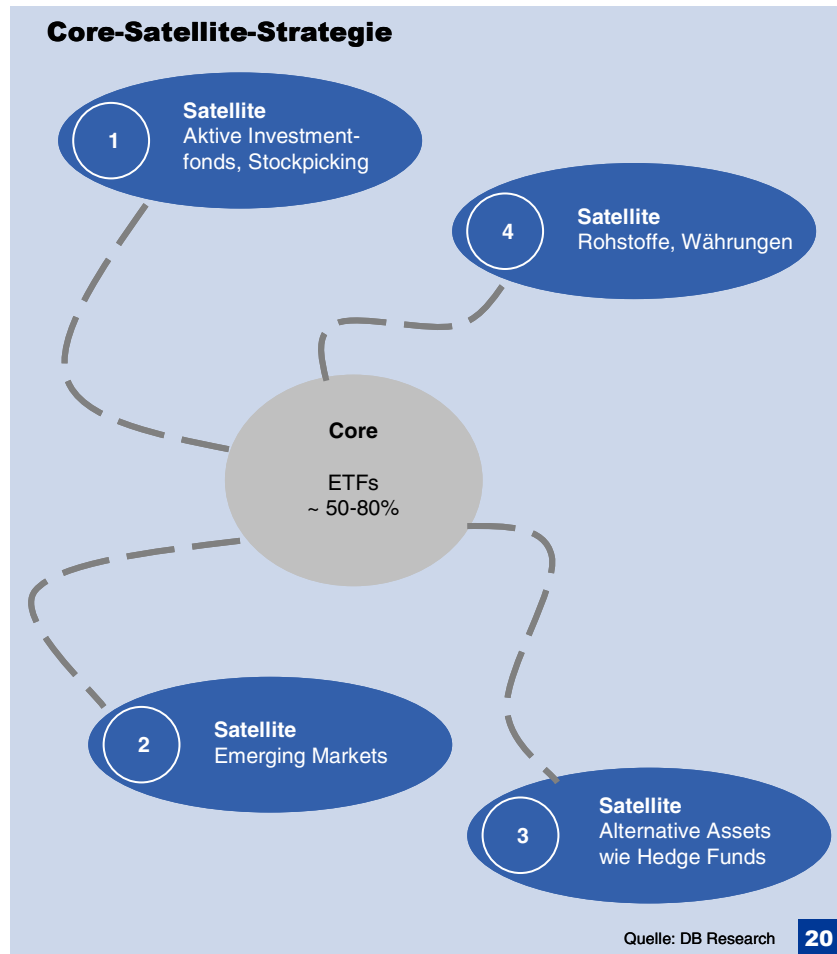 Core-Satellite-Strategie
1
Satellite
Aktive Investment-
fonds, Stockpicking
4
Satellite
Rohstoffe, Währungen
Core
ETFs
~ 50-80%
2
Satellite
Emerging Markets
3
Satellite
Alternative Assets
wie Hedge Funds
Quelle: DB Research
20